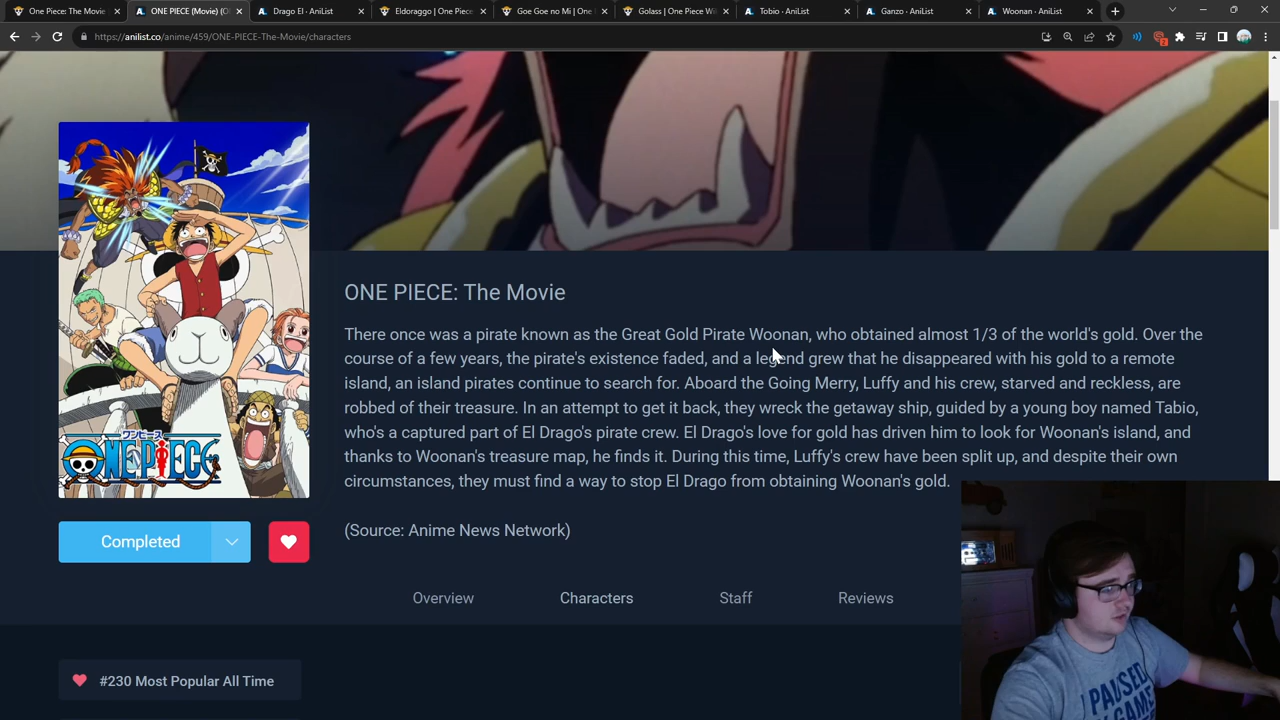 One Piece: The Movie
ONE PIECE (Movie) (O
Drago El · AniList
Eldoraggo | One Piece
Goe Goe no Mi | One
Golass | One Piece Wi
Tobio · AniList
Ganzo · AniList
Woonan · AniList
https://anilist.co/anime/459/ONE-PIECE-The-Movie/characters
ワンピース
ONE PIECE
ONE PIECE: The Movie
There once was a pirate known as the Great Gold Pirate Woonan, who obtained almost 1/3 of the world's gold. Over the
course of a few years, the pirate's existence faded, and a legend grew that he disappeared with his gold to a remote
island, an island pirates continue to search for. Aboard the Going Merry, Luffy and his crew, starved and reckless, are
robbed of their treasure. In an attempt to get it back, they wreck the getaway ship, guided by a young boy named Tabio,
who's a captured part of El Drago's pirate crew. El Drago's love for gold has driven him to look for Woonan's island, and
thanks to Woonan's treasure map, he finds it. During this time, Luffy's crew have been split up, and despite their own
circumstances, they must find a way to stop El Drago from obtaining Woonan's gold.
(Source: Anime News Network)
Completed
Overview
Characters
Staff
Reviews
#230 Most Popular All Time
I PAUSED
GAME